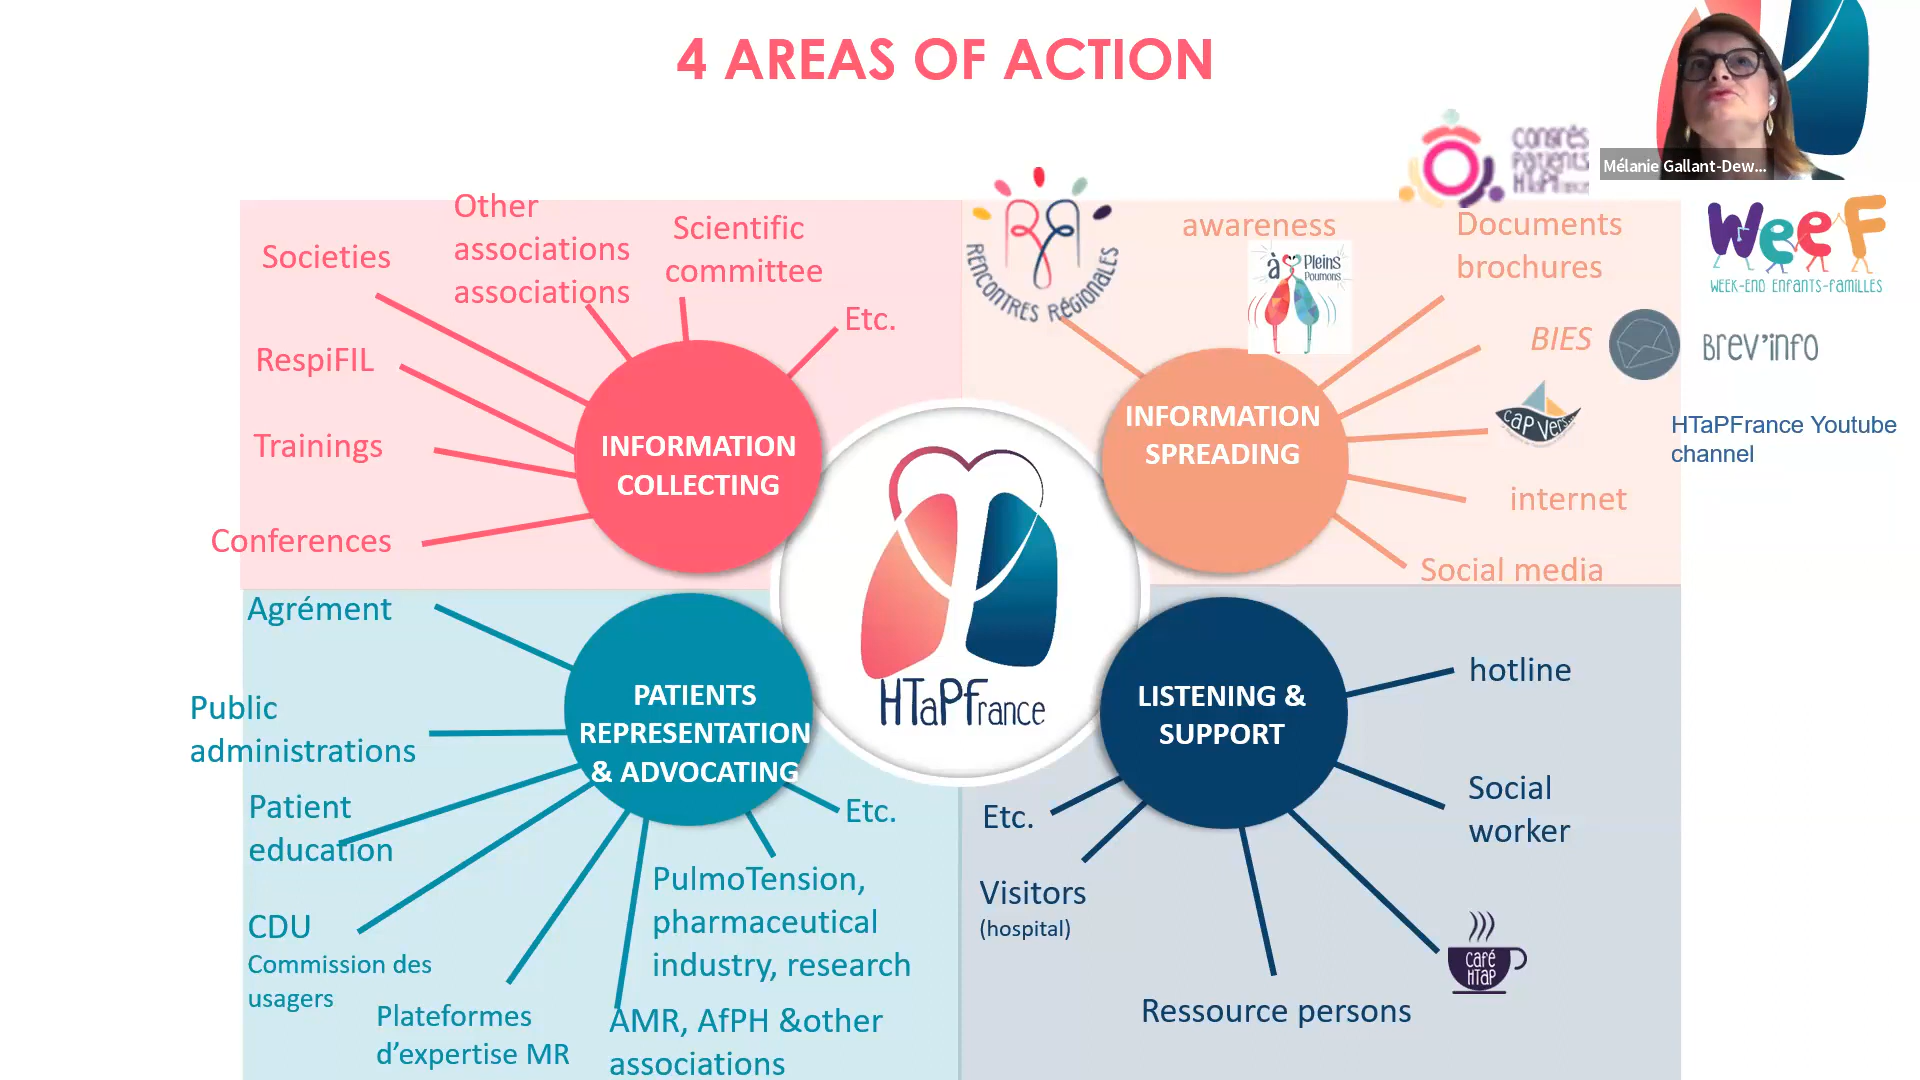 4 AREAS OF ACTION
Mélanie Gallant-Dew...
CONGRÈS
PATIENTS
HTaPFrance
Other
associations
associations
Scientific
committee
Societies
Etc.
RespiFIL
Trainings
Conferences
INFORMATION
COLLECTING
RENCONTRES RÉGIONALES
awareness
à Pleins
Poumons
Documents
brochures
WEEF
WEEK-END ENFANTS-FAMILLES
BIES
Brev'info
CaP Vers
HTaPFrance Youtube
channel
internet
Social media
INFORMATION
SPREADING
HTaPFrance
Agrément
Public
administrations
Patient
education
CDU
Commission des
usagers
Plateformes
d'expertise MR
AMR, AfPH &other
associations
PulmoTension,
pharmaceutical
industry, research
Etc.
PATIENTS
REPRESENTATION
& ADVOCATING
LISTENING &
SUPPORT
hotline
Social
worker
Café
HTAP
Ressource persons
Visitors
(hospital)
Etc.